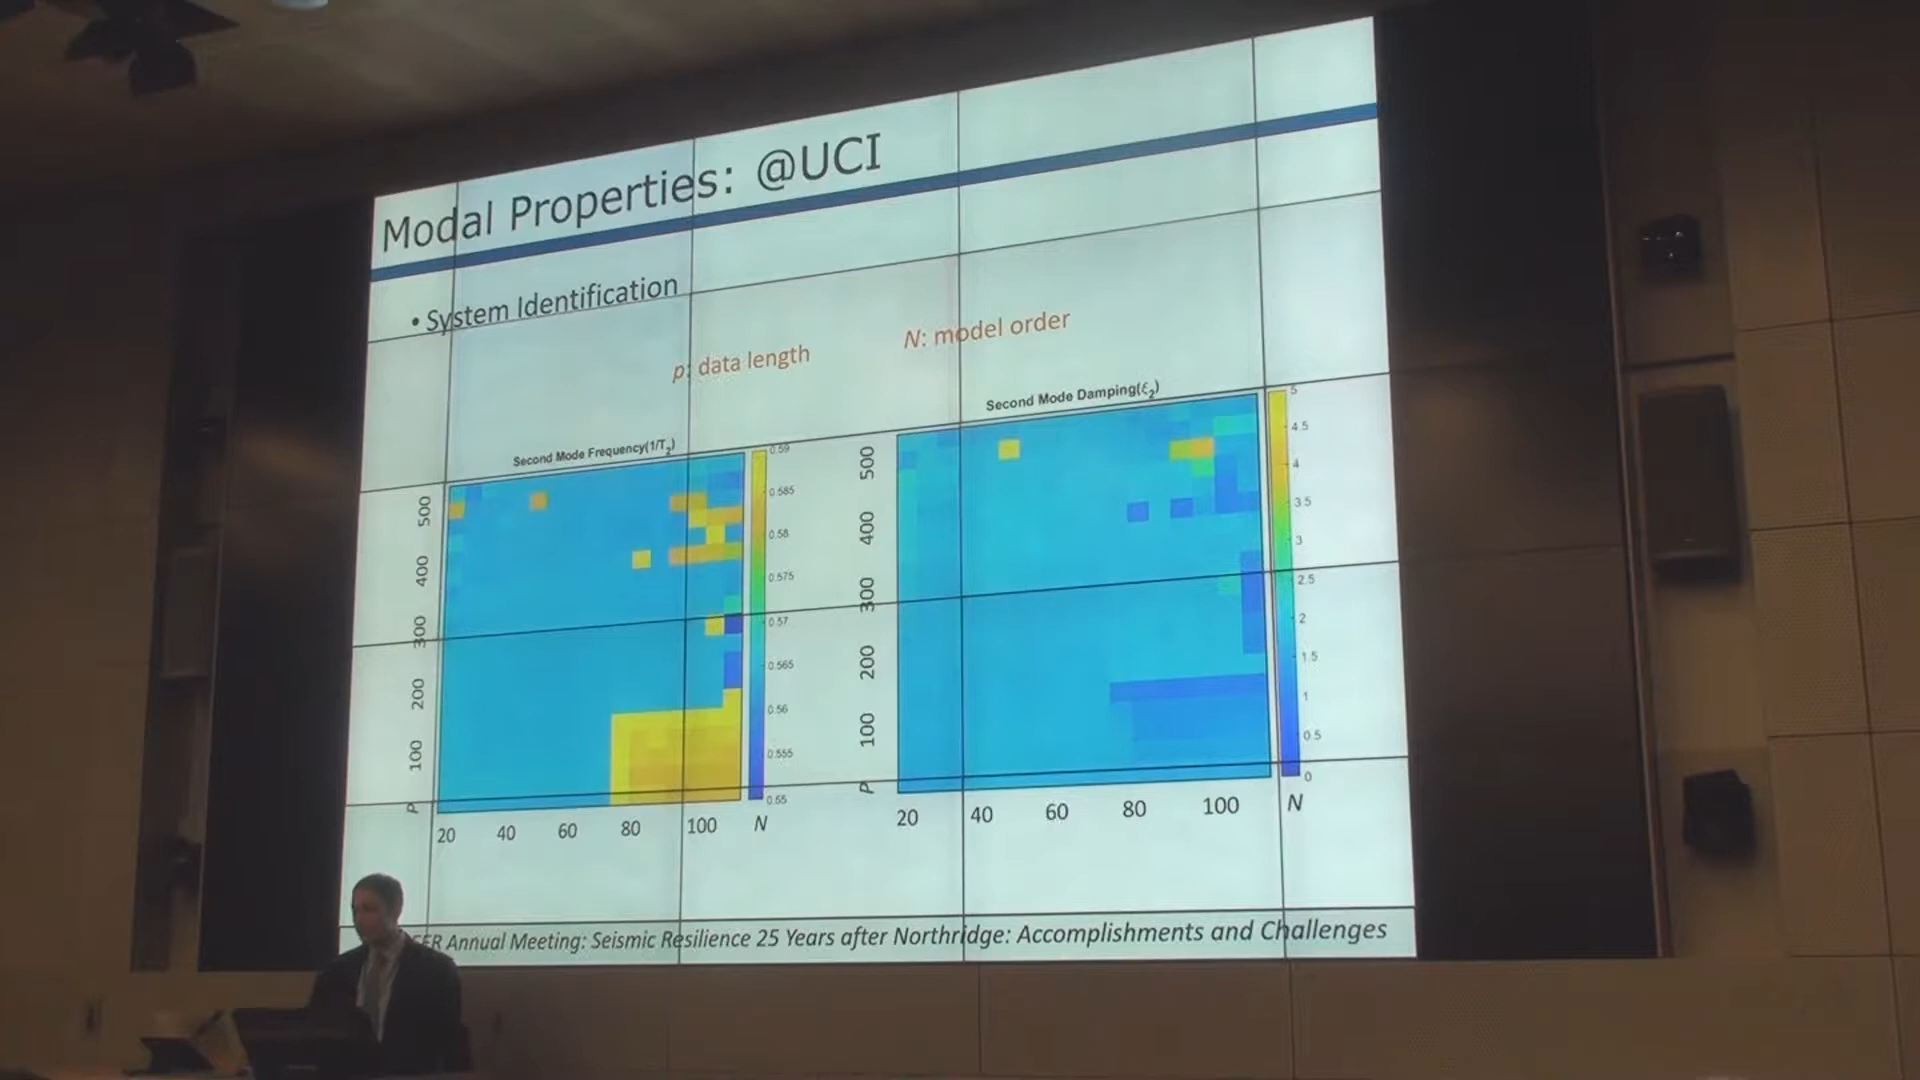 Modal Properties: @UCI
• System Identification
p: data length
N: model order
Second Mode Frequency(1/T2)
500
400
300
200
100
P
20 40 60 80 100 N
0.59
0.585
0.58
0.575
0.57
0.565
0.56
0.555
0.55
Second Mode Damping(ξ2)
500
400
300
200
100
P
20 40 60 80 100 N
5
4.5
4
3.5
3
2.5
2
1.5
1
0.5
0
Annual Meeting: Seismic Resilience 25 Years after Northridge: Accomplishments and Challenges